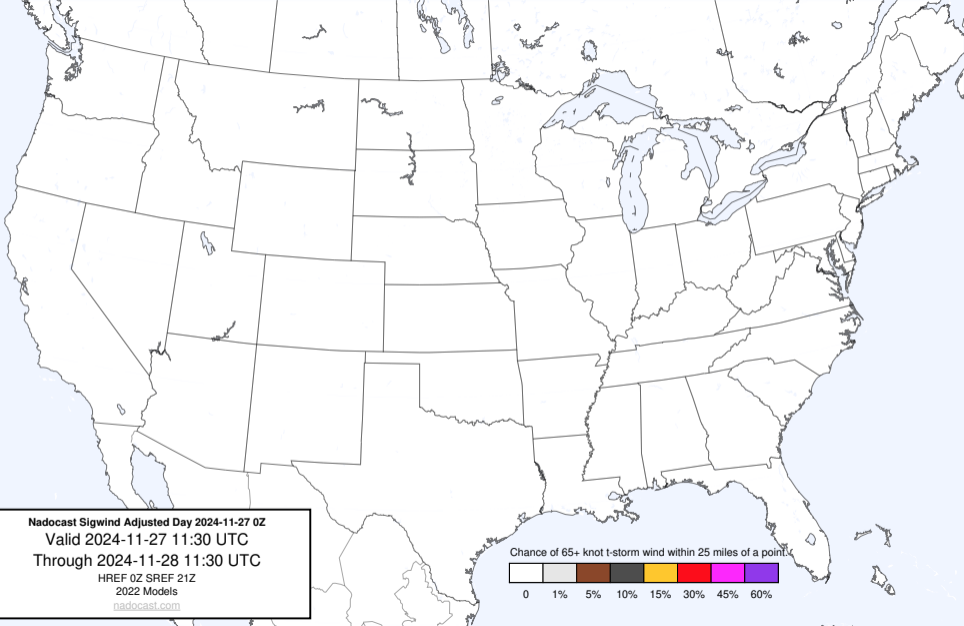 Nadocast Sigwind Adjusted Day 2024-11-27 0Z
Valid 2024-11-27 11:30 UTC
Through 2024-11-28 11:30 UTC
HREF 0Z SREF 21Z
2022 Models
nadocast.com
Chance of 65+ knot t-storm wind within 25 miles of a point.
0 1% 5% 10% 15% 30% 45% 60%